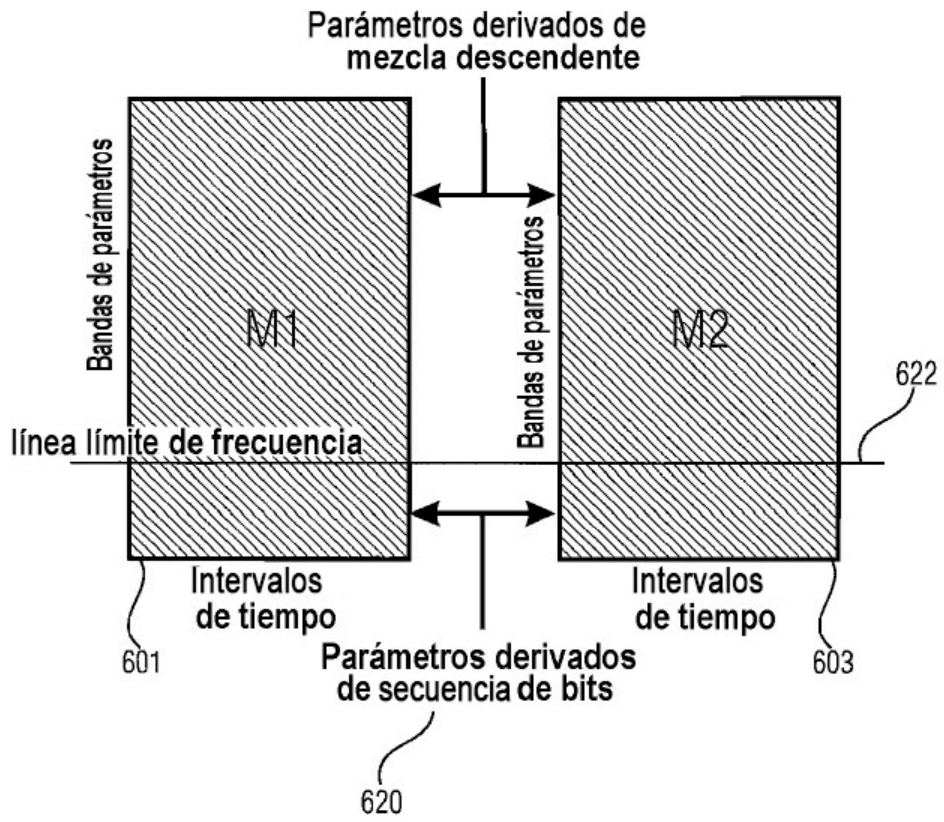 Parámetros derivados de
mezcla descendente
Bandas de parámetros
M1
Bandas de parámetros
M2
622
línea límite de frecuencia
Intervalos
de tiempo
Intervalos
de tiempo
601
Parámetros derivados
de secuencia de bits
603
620